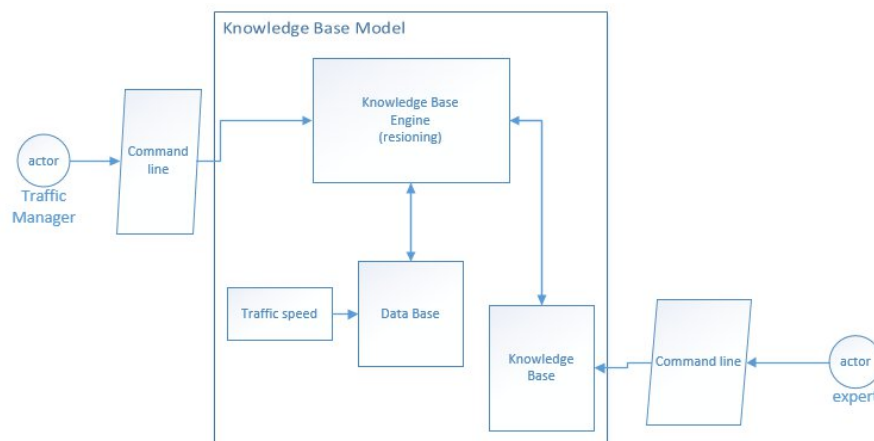 Knowledge Base Model
Knowledge Base
Engine
(resioning)
Command
line
actor
Traffic
Manager
Traffic speed
Data Base
Knowledge
Base
Command line
actor
expert